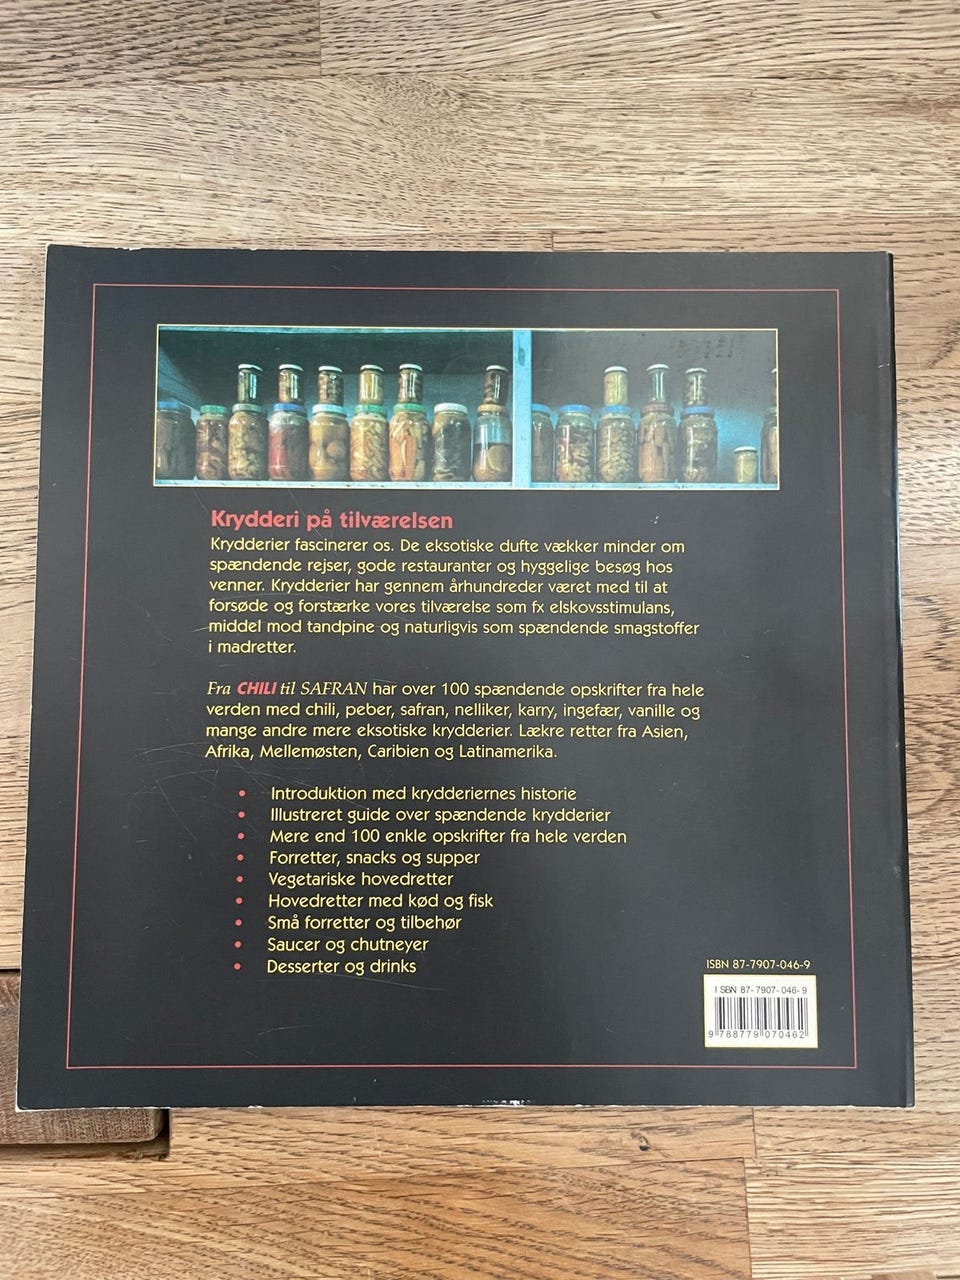 Krydderi på tilværelsen
Krydderier fascinerer os. De eksotiske dufte vækker minder om
spændende rejser, gode restauranter og hyggelige besøg hos
venner. Krydderier har gennem århundreder været med til at
forsøde og forstærke vores tilværelse som fx elskovsstimulans,
middel mod tandpine og naturligvis som spændende smagstoffer
i madretter.
Fra CHILI til SAFRAN har over 100 spændende opskrifter fra hele
verden med chili, peber, safran, nelliker, karry, ingefær, vanille og
mange andre mere eksotiske krydderier. Lækre retter fra Asien,
Afrika, Mellemøsten, Caribien og Latinamerika.
• Introduktion med krydderiernes historie
• Illustreret guide over spændende krydderier
• Mere end 100 enkle opskrifter fra hele verden
• Forretter, snacks og supper
• Vegetariske hovedretter
• Hovedretter med kød og fisk
• Små forretter og tilbehør
• Saucer og chutneyer
• Desserter og drinks
ISBN 87-7907-046-9
ISBN 87-7907-046-9
9 788779 070462